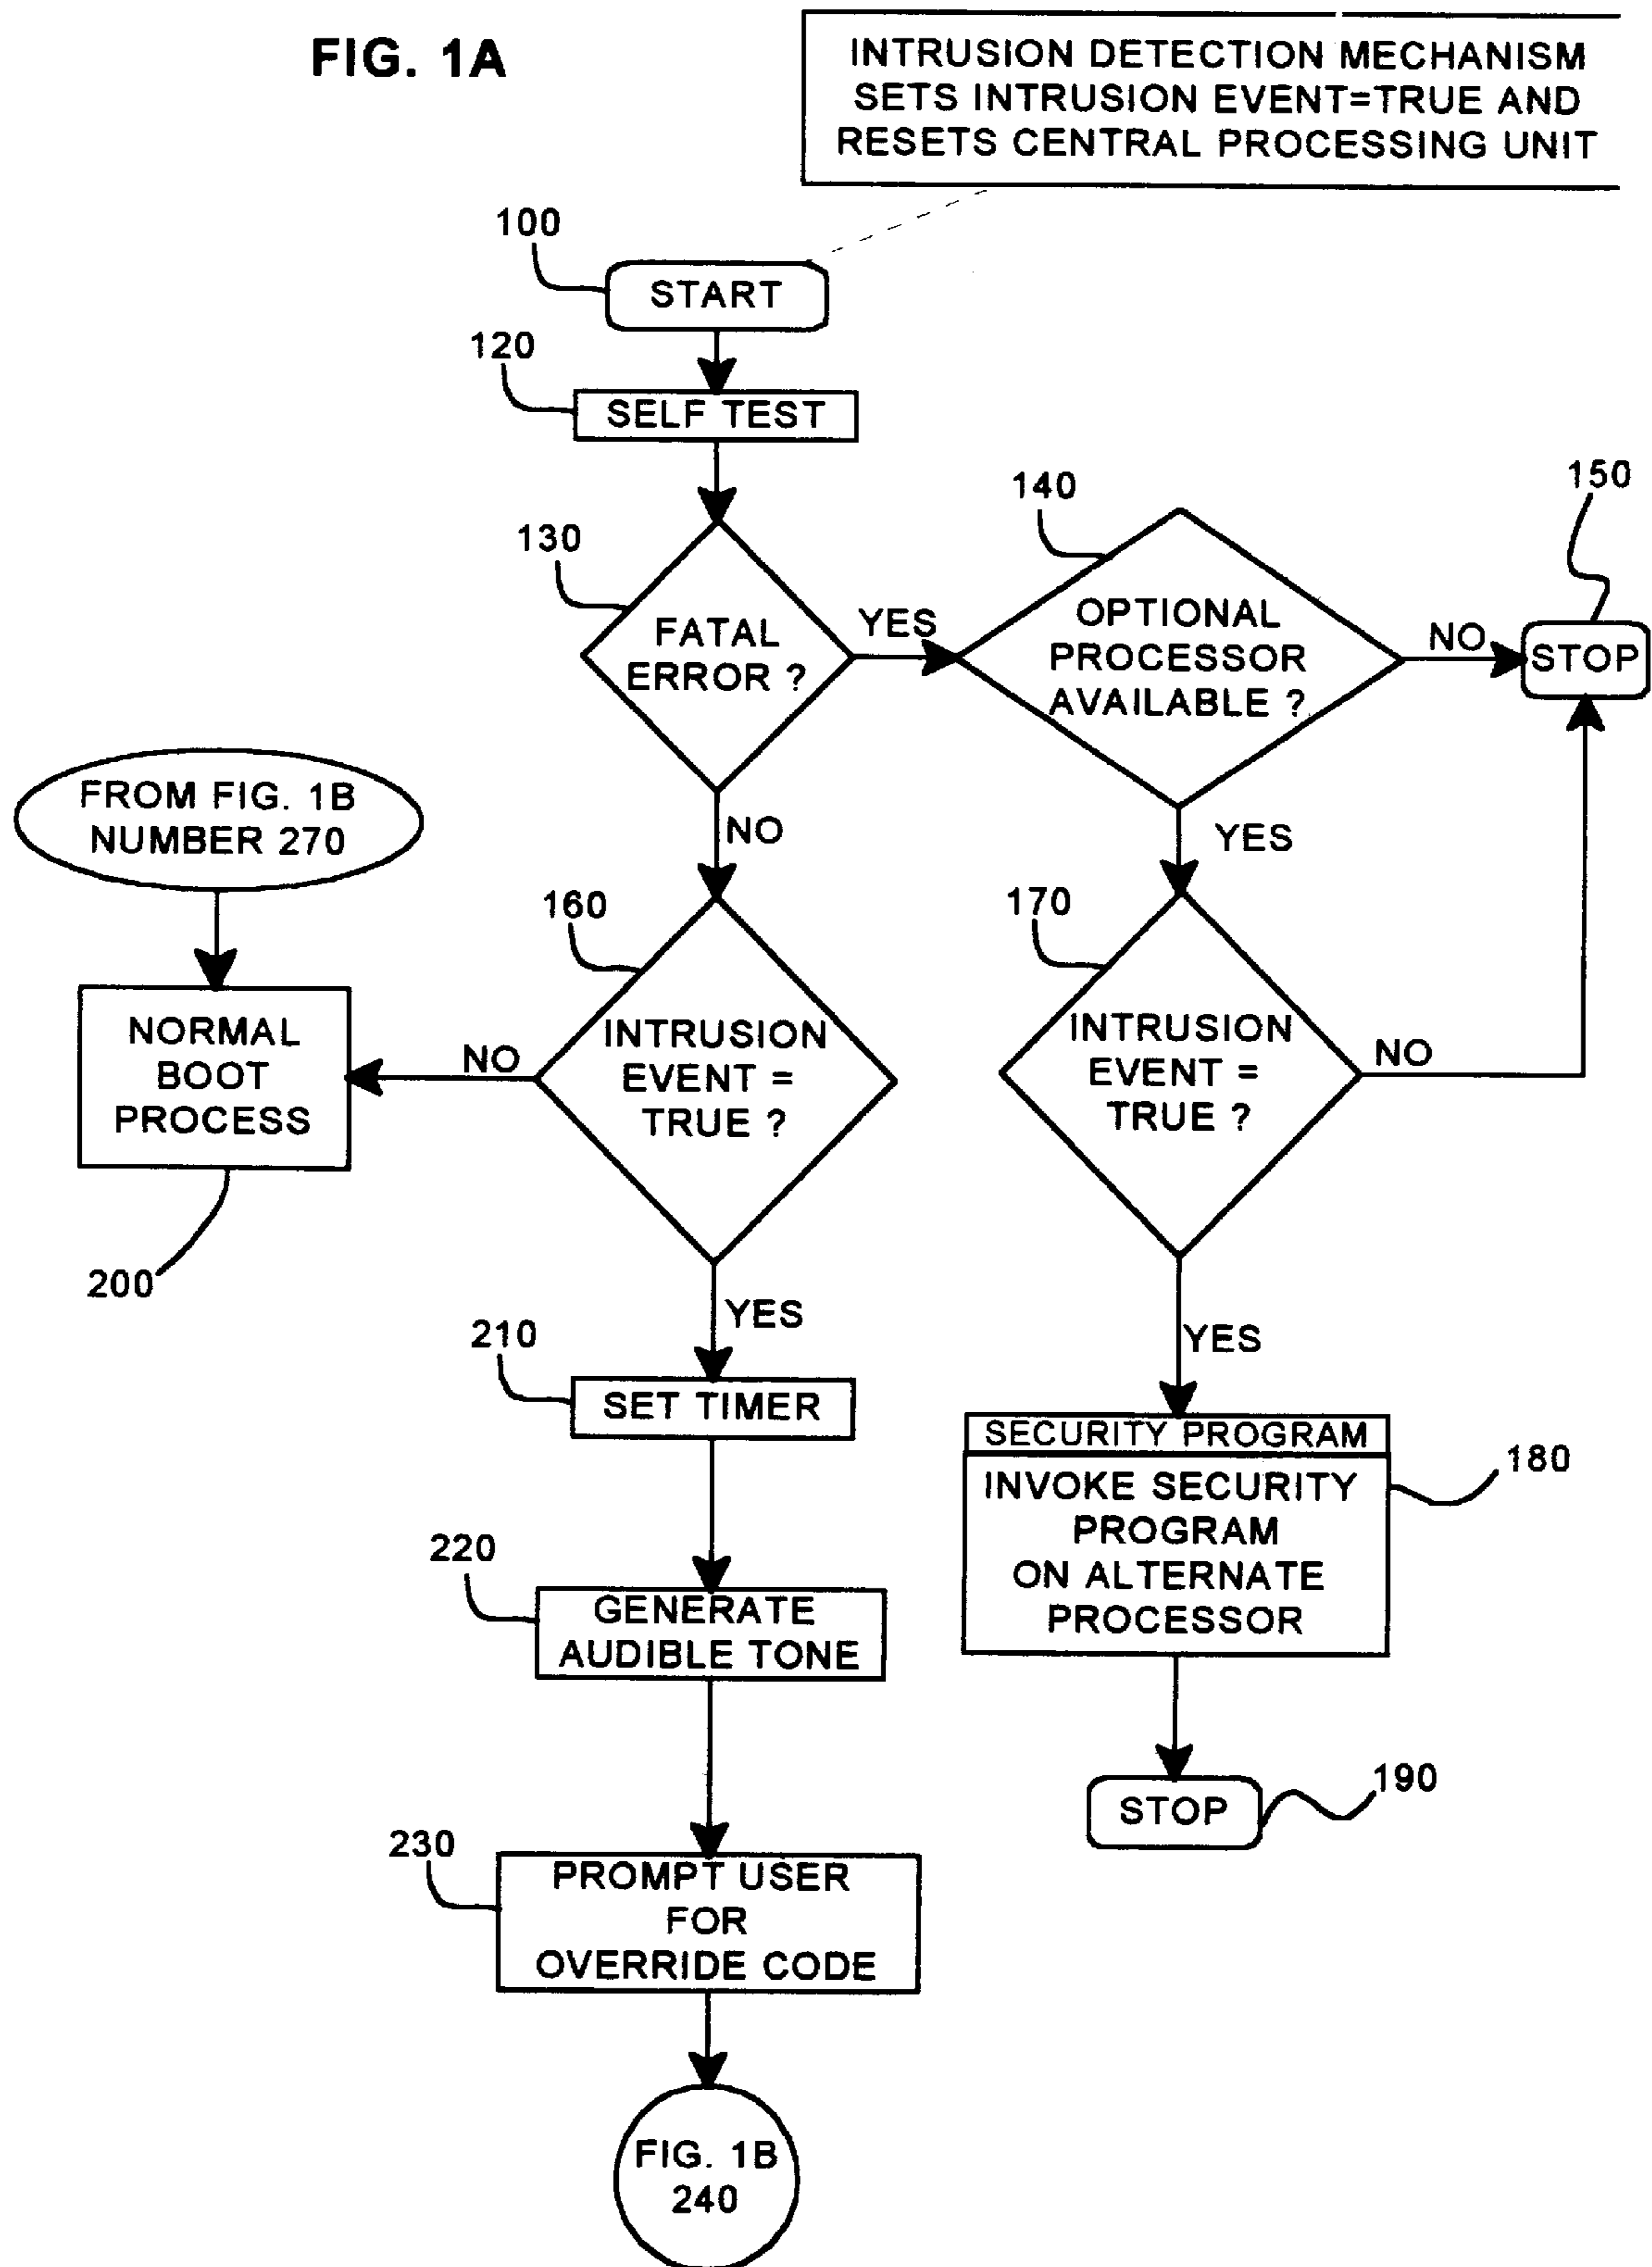 FIG. 1A
INTRUSION DETECTION MECHANISM
SETS INTRUSION EVENT=TRUE AND
RESETS CENTRAL PROCESSING UNIT
100
START
120
SELF TEST
130
FATAL
ERROR ?
YES
140
OPTIONAL
PROCESSOR
AVAILABLE ?
NO
150
STOP
FROM FIG. 1B
NUMBER 270
NO
YES
160
INTRUSION
EVENT =
TRUE ?
170
INTRUSION
EVENT =
TRUE ?
NO
NO
NORMAL
BOOT
PROCESS
200
YES
YES
210
SET TIMER
SECURITY PROGRAM
INVOKE SECURITY
PROGRAM
ON ALTERNATE
PROCESSOR
180
220
GENERATE
AUDIBLE TONE
STOP
190
230
PROMPT USER
FOR
OVERRIDE CODE
FIG. 1B
240